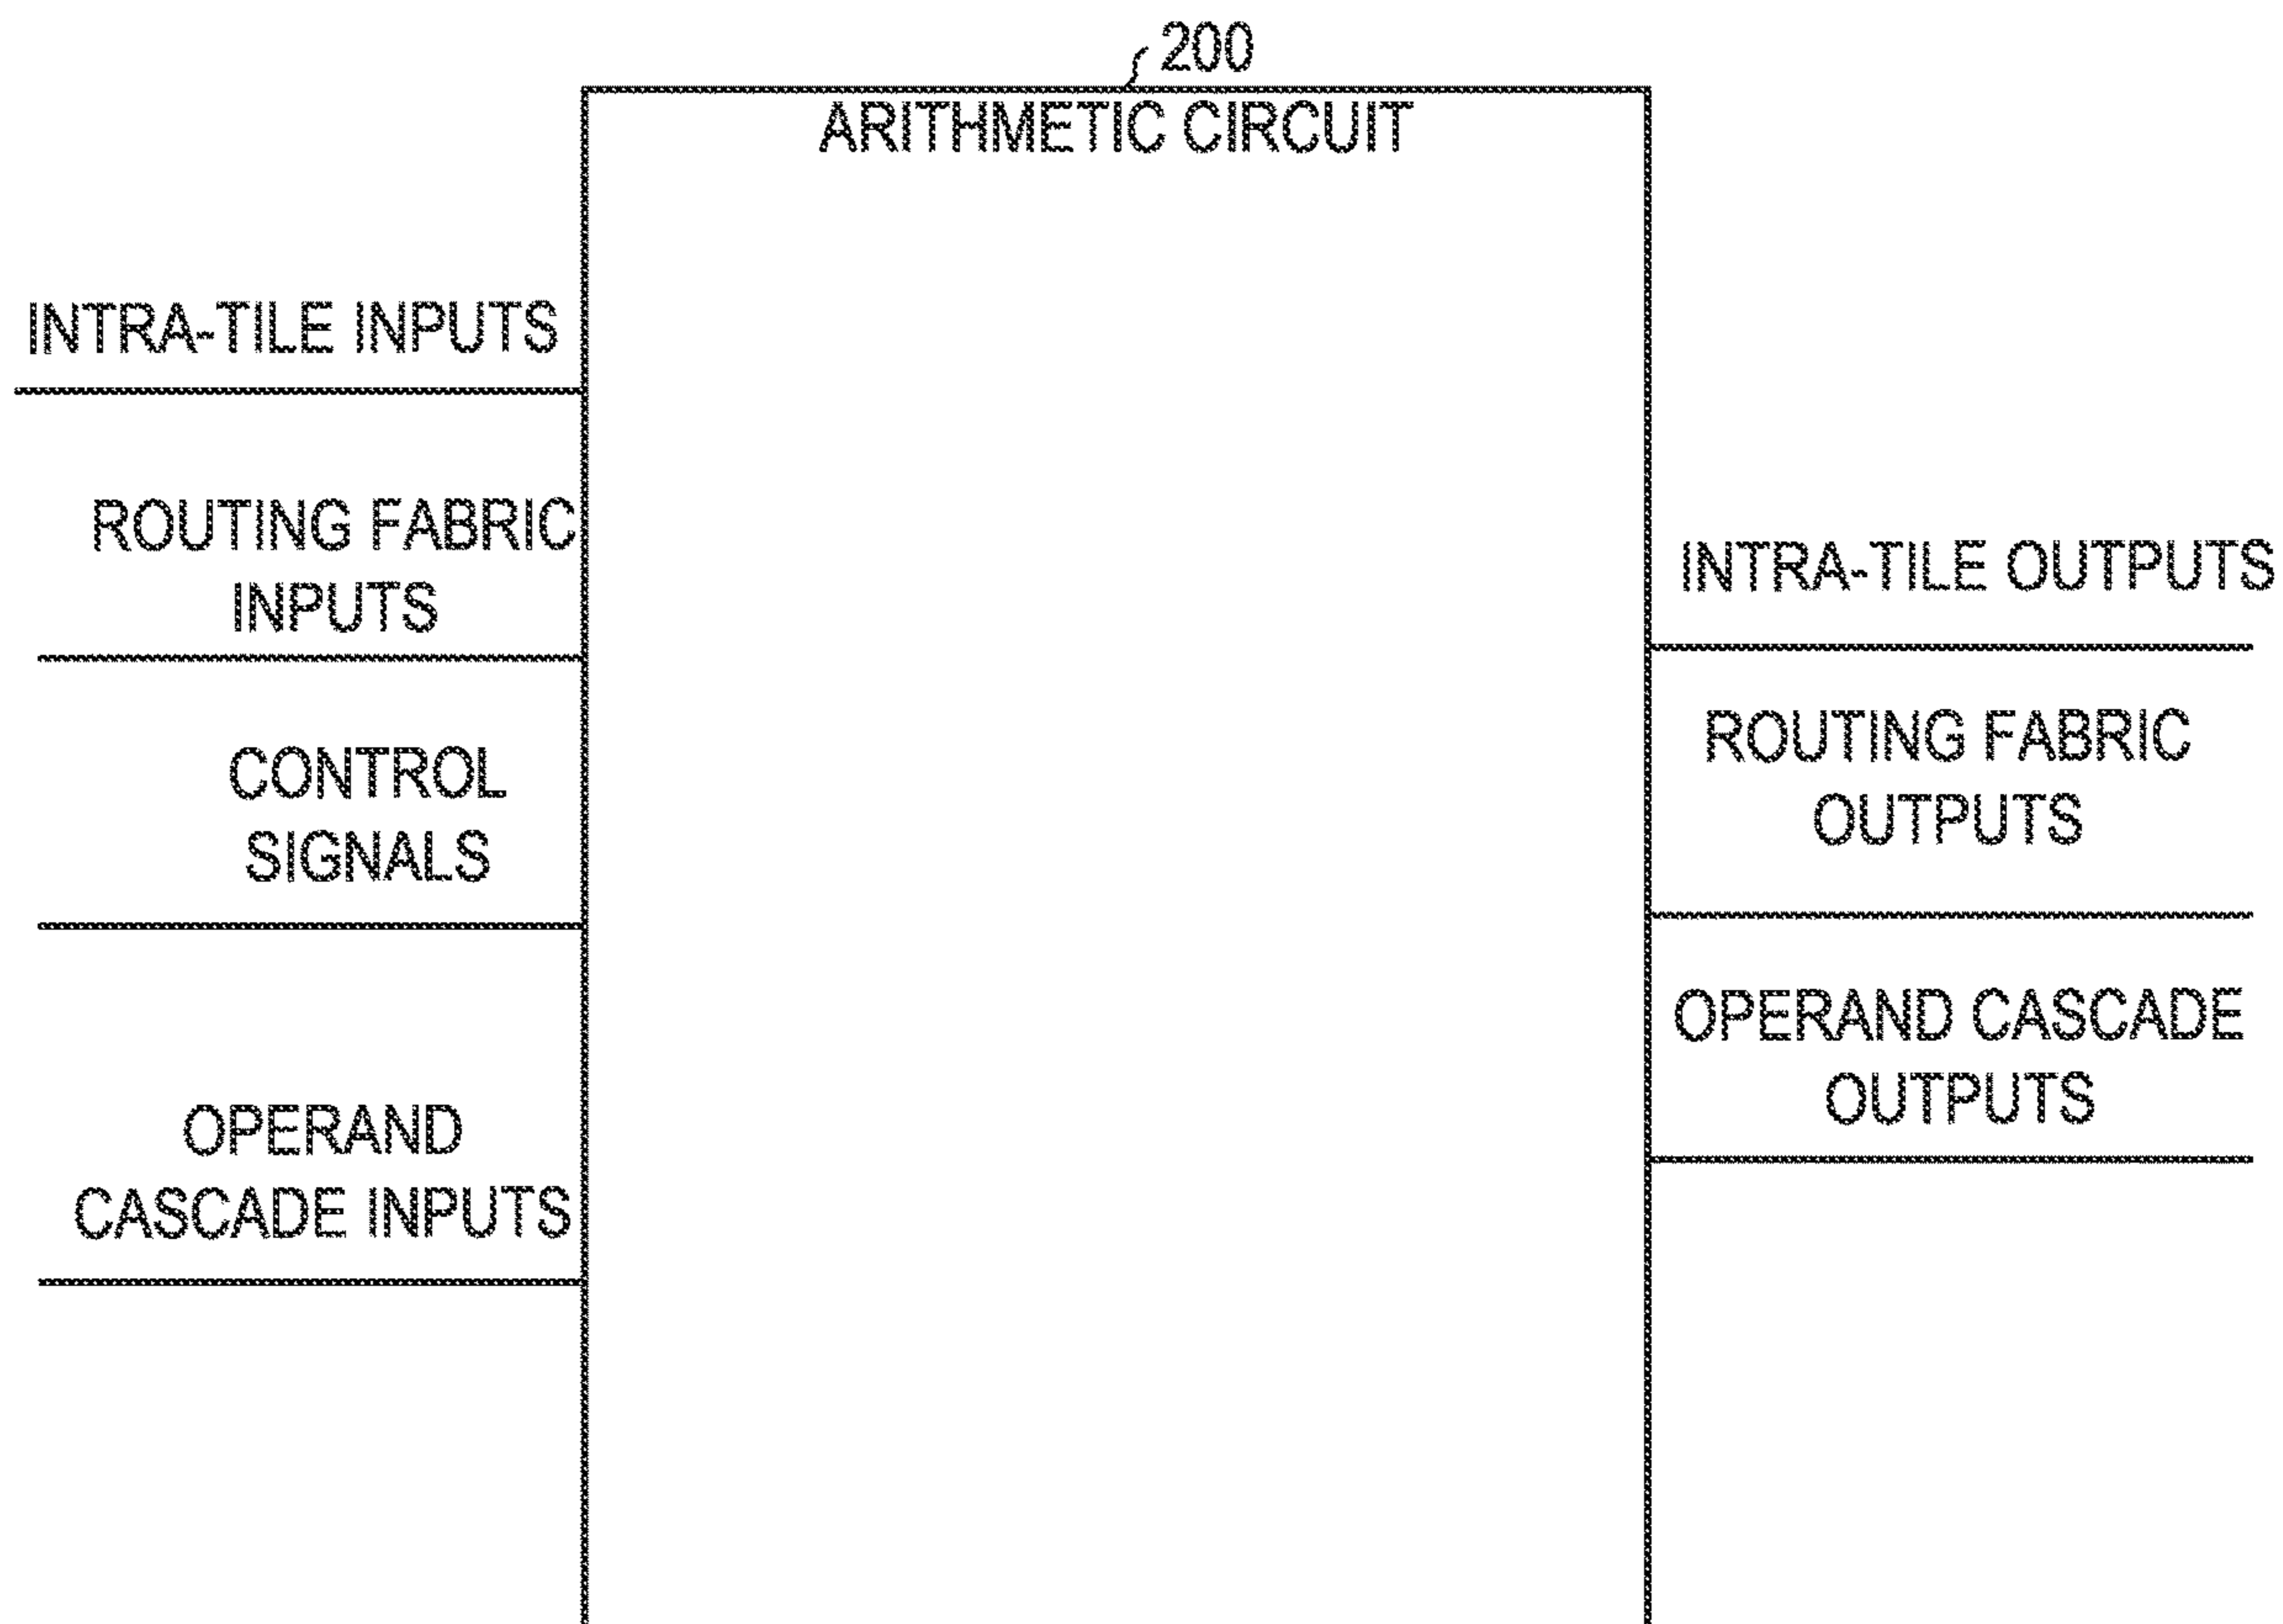 200
ARITHMETIC CIRCUIT
INTRA-TILE INPUTS
ROUTING FABRIC
INPUTS
CONTROL
SIGNALS
OPERAND
CASCADE INPUTS
INTRA-TILE OUTPUTS
ROUTING FABRIC
OUTPUTS
OPERAND CASCADE
OUTPUTS